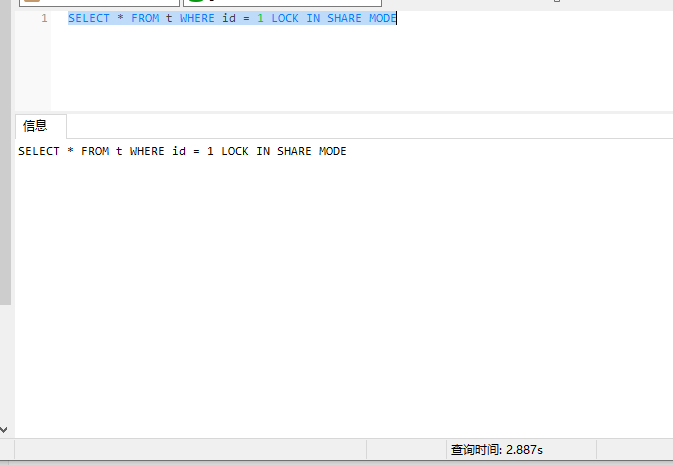 1 SELECT * FROM t WHERE id = 1 LOCK IN SHARE MODE
信息
SELECT * FROM t WHERE id = 1 LOCK IN SHARE MODE
查询时间: 2.887s